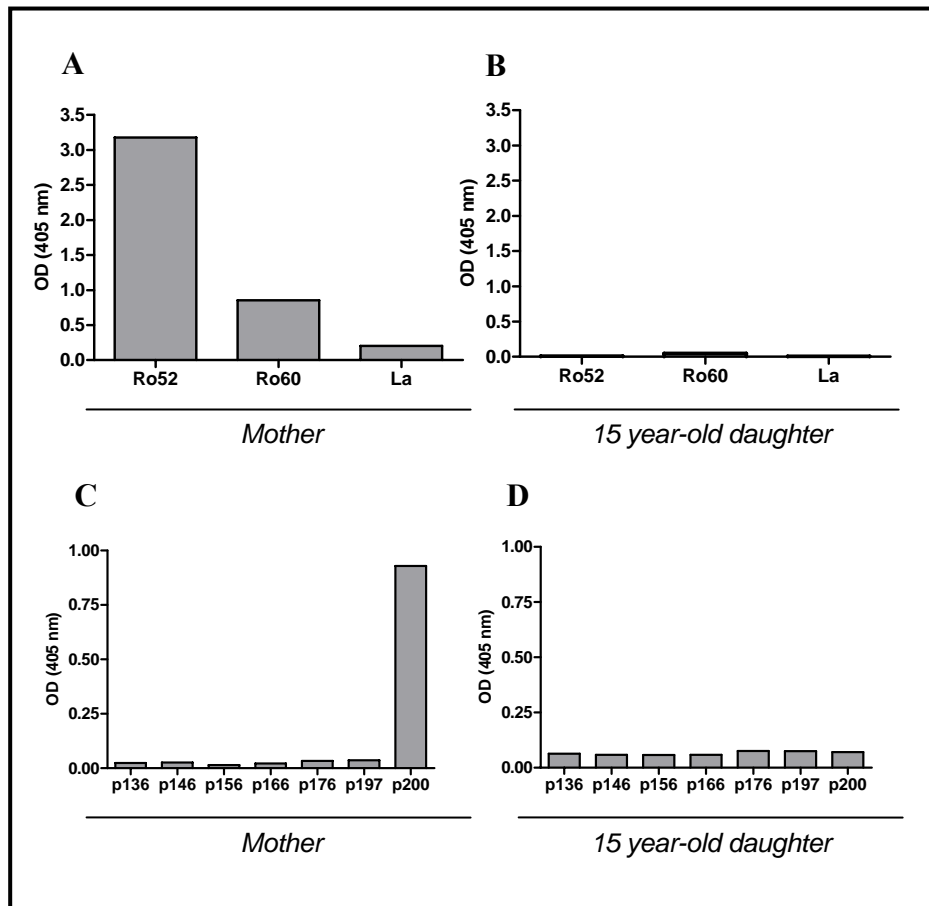 A
OD (405 nm)
3.5
3.0
2.5
2.0
1.5
1.0
0.5
0.0
Ro52 Ro60 La
Mother
B
OD (405 nm)
3.5
3.0
2.5
2.0
1.5
1.0
0.5
0.0
Ro52 Ro60 La
15 year-old daughter
C
OD (405 nm)
1.00
0.75
0.50
0.25
0.00
p136 p146 p156 p166 p176 p197 p200
Mother
D
OD (405 nm)
1.00
0.75
0.50
0.25
0.00
p136 p146 p156 p166 p176 p197 p200
15 year-old daughter